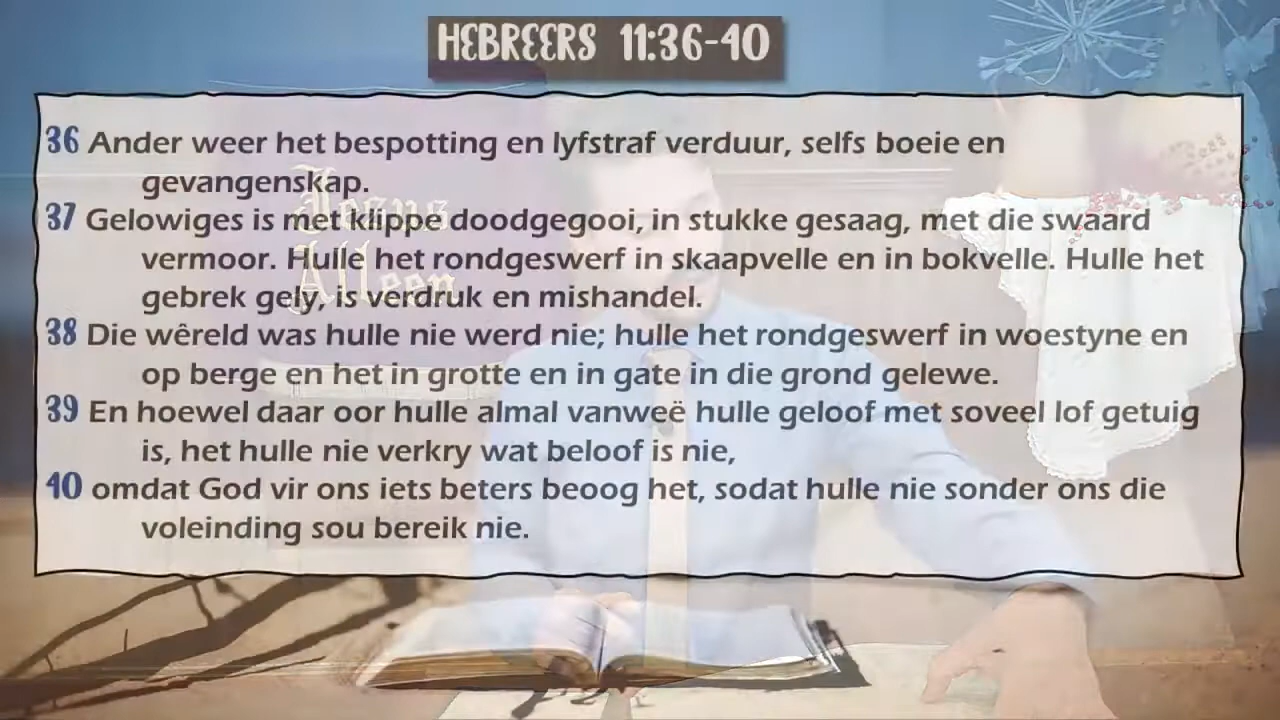 HEBREERS 11:36-40
36 Ander weer het bespotting en lyfstraf verduur, selfs boeie en
gevangenskap.
37 Gelowiges is met klippe doodgegooi, in stukke gesaag, met die swaard
vermoor. Hulle het rondgeswerf in skaapvelle en in bokvelle. Hulle het
gebrek gely, is verdruk en mishandel.
38 Die wêreld was hulle nie werd nie; hulle het rondgeswerf in woestyne en
op berge en het in grotte en in gate in die grond gelewe.
39 En hoewel daar oor hulle almal vanweë hulle geloof met soveel lof getuig
is, het hulle nie verkry wat beloof is nie,
40 omdat God vir ons iets beters beoog het, sodat hulle nie sonder ons die
voleinding sou bereik nie.
Jesus
Alleen